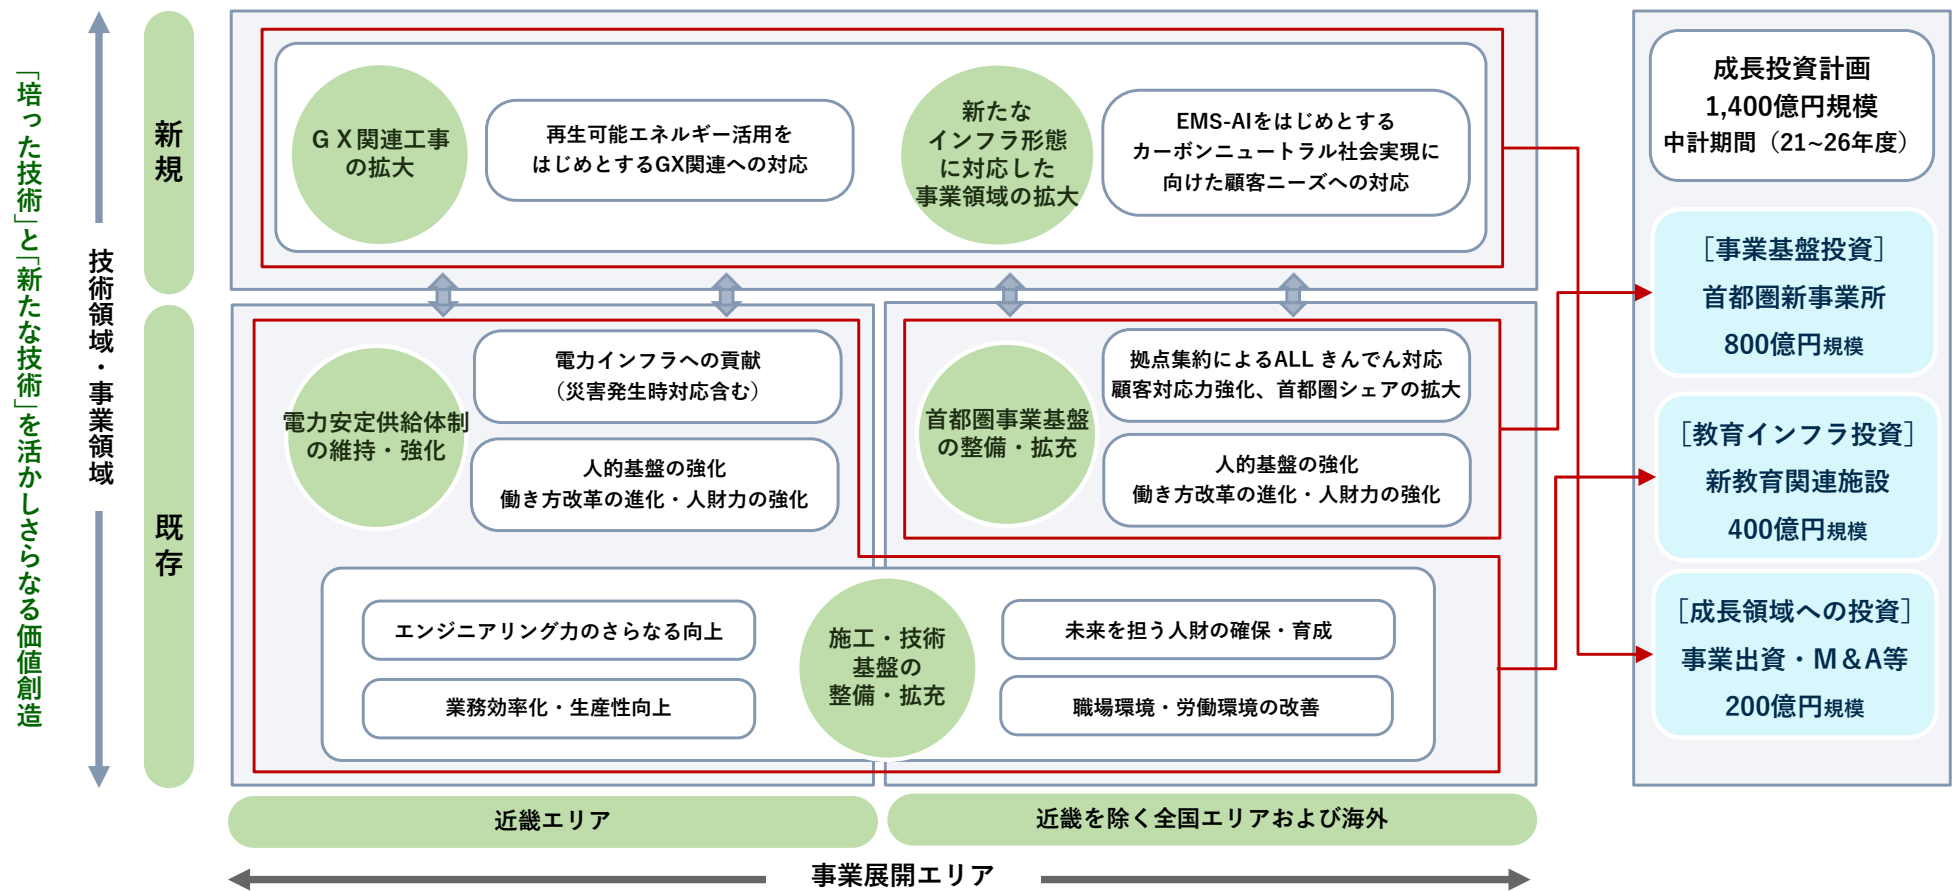 「培った技術」と「新たな技術」を活かしさらなる価値創造
技術領域・事業領域
新規
既存
ＧＸ関連工事
の拡大
再生可能エネルギー活用を
はじめとするGX関連への対応
新たな
インフラ形態
に対応した
事業領域の拡大
EMS-AIをはじめとする
カーボンニュートラル社会実現に
向けた顧客ニーズへの対応
電力安定供給体制
の維持・強化
電力インフラへの貢献
（災害発生時対応含む）
人的基盤の強化
働き方改革の進化・人財力の強化
首都圏事業基盤
の整備・拡充
拠点集約によるALL きんでん対応
顧客対応力強化、首都圏シェアの拡大
人的基盤の強化
働き方改革の進化・人財力の強化
エンジニアリング力のさらなる向上
業務効率化・生産性向上
施工・技術
基盤の
整備・拡充
未来を担う人財の確保・育成
職場環境・労働環境の改善
近畿エリア
近畿を除く全国エリアおよび海外
事業展開エリア
成長投資計画
1,400億円規模
中計期間（21~26年度）
［事業基盤投資］
首都圏新事業所
800億円規模
［教育インフラ投資］
新教育関連施設
400億円規模
［成長領域への投資］
事業出資・Ｍ＆Ａ等
200億円規模